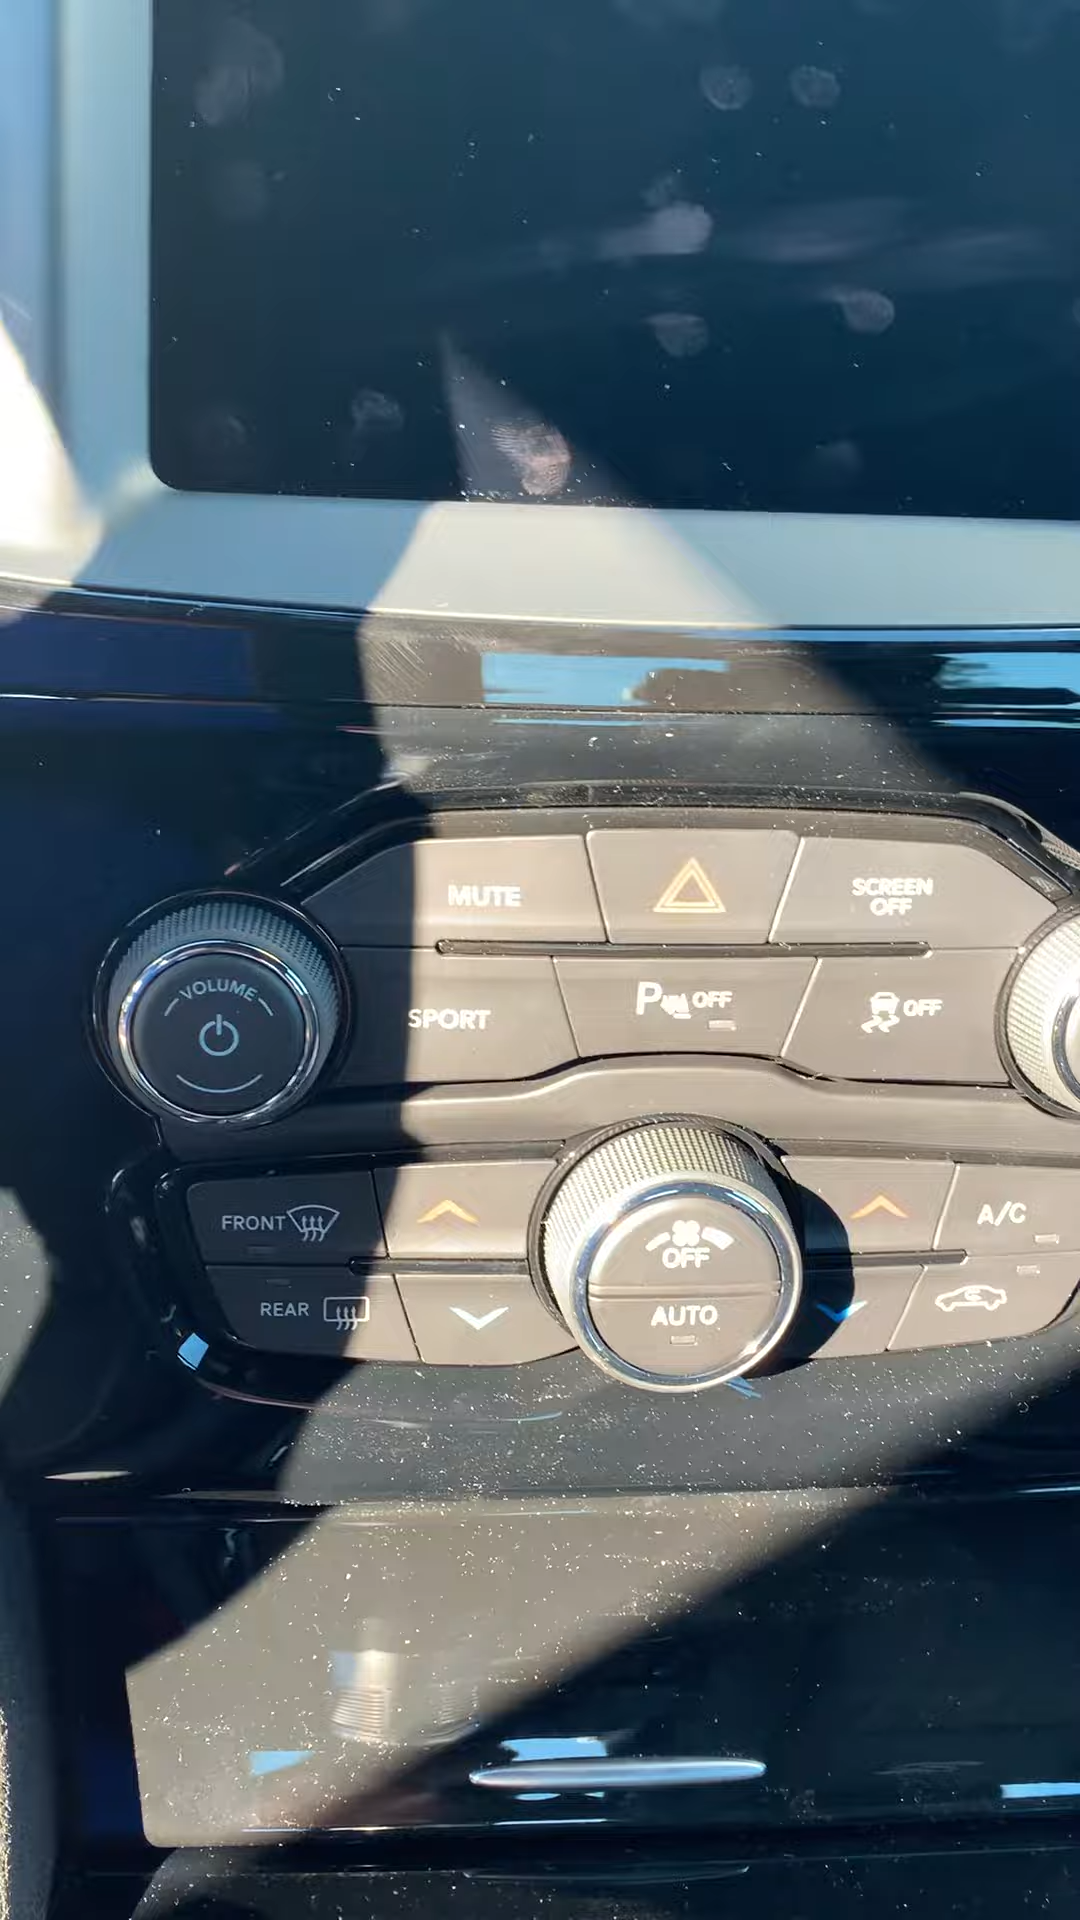 MUTE
SCREEN
OFF
VOLUME
SPORT
P OFF
OFF
FRONT
A/C
OFF
AUTO
REAR